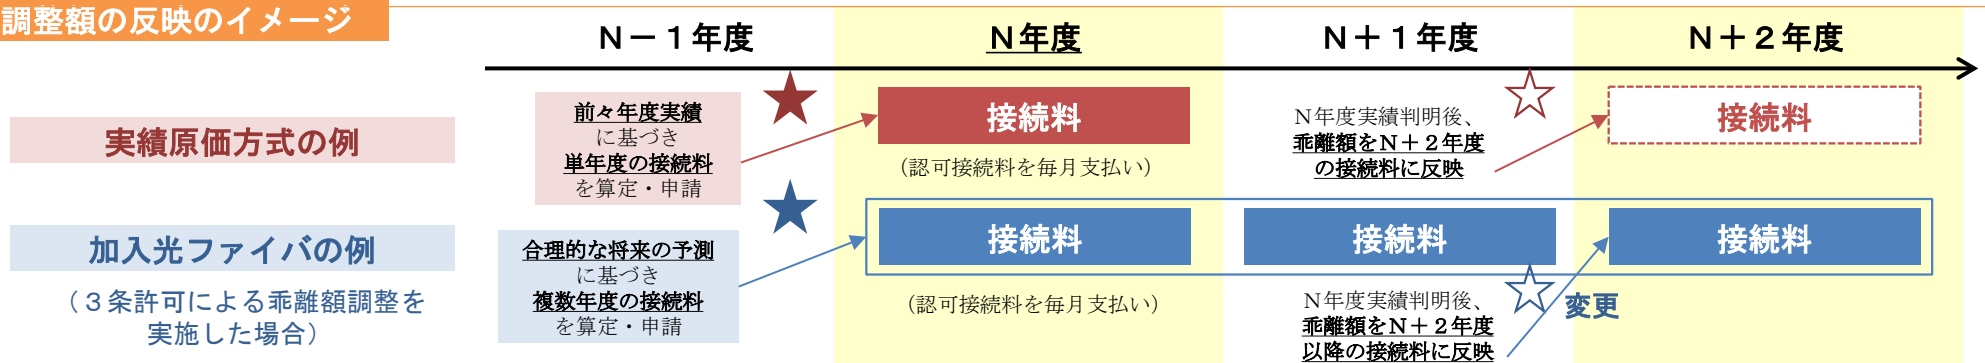 調整額の反映のイメージ
N－1年度
N年度
N＋1年度
N＋2年度
実績原価方式の例
前々年度実績
に基づき
単年度の接続料
を算定・申請
接続料
（認可接続料を毎月支払い）
N年度実績判明後、
乖離額をN＋2年度
の接続料に反映
接続料
加入光ファイバの例
（３条許可による乖離額調整を
実施した場合）
合理的な将来の予測
に基づき
複数年度の接続料
を算定・申請
接続料
接続料
接続料
（認可接続料を毎月支払い）
N年度実績判明後、
乖離額をN＋2年度
以降の接続料に反映
変更